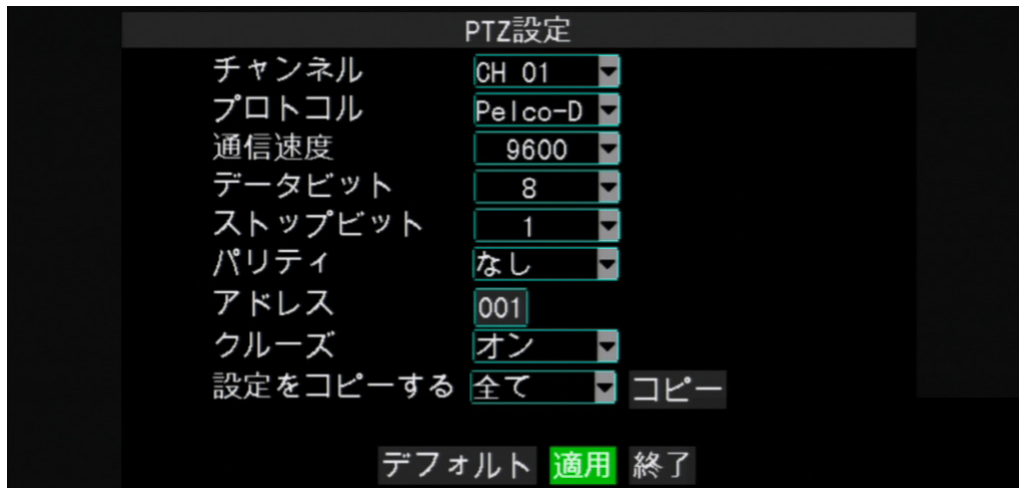 PTZ設定
チャンネル CH 01
プロトコル Pelco-D
通信速度 9600
データビット 8
ストップビット 1
パリティ なし
アドレス 001
クルーズ オン
設定をコピーする 全て コピー
デフォルト 適用 終了